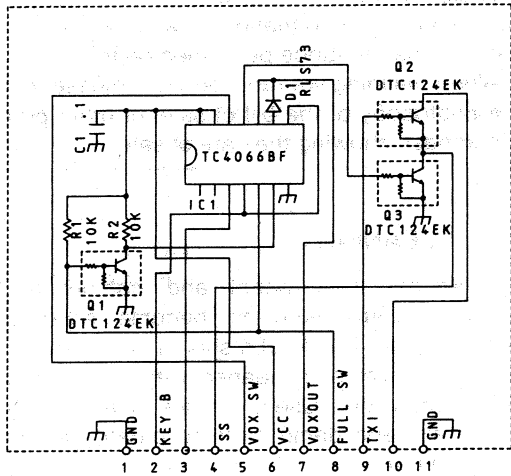 Q2
DTC124EK
D1
RLS73
C1 .1
TC4066BF
IC1
R1
10K
R2
10K
Q3
DTC124EK
Q1
DTC124EK
GND
KEY B
SS
VOX SW
VCC
VOXOUT
FULL SW
TXI
GND
1 2 3 4 5 6 7 8 9 10 11